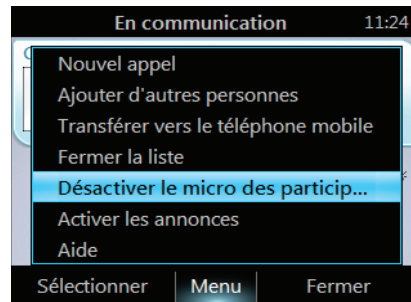 En communication 11:24
Nouvel appel
Ajouter d'autres personnes
Transférer vers le téléphone mobile
Fermer la liste
Désactiver le micro des particip...
Activer les annonces
Aide
Sélectionner Menu Fermer